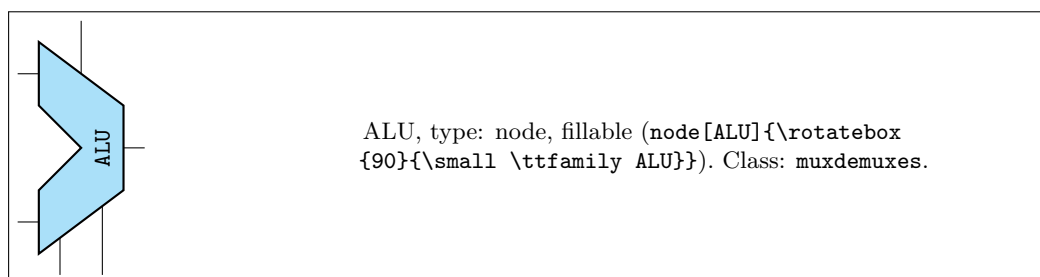 ALU
ALU, type: node, fillable (node[ALU]{\rotatebox
{90}{\small \ttfamily ALU}}). Class: muxdemuxes.